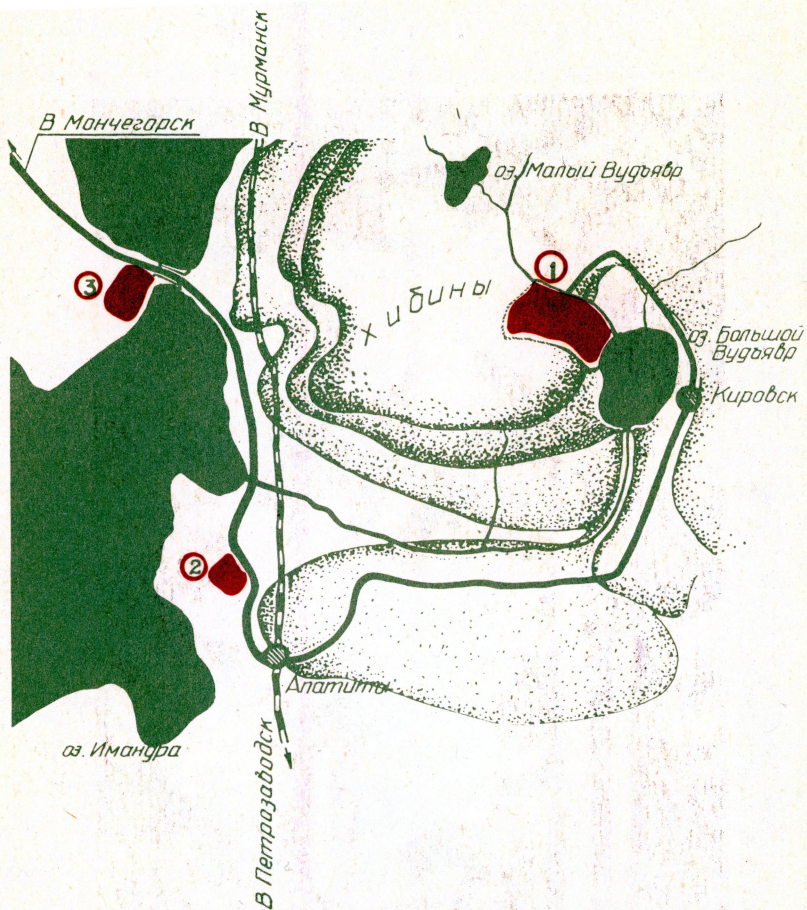 В Мурманск
В Мончегорск
оз. Малый Вудъявр
1
3
Хибины
оз. Большой
Вудъявр
Кировск
2
Апатиты
оз. Имандра
В Петрозаводск